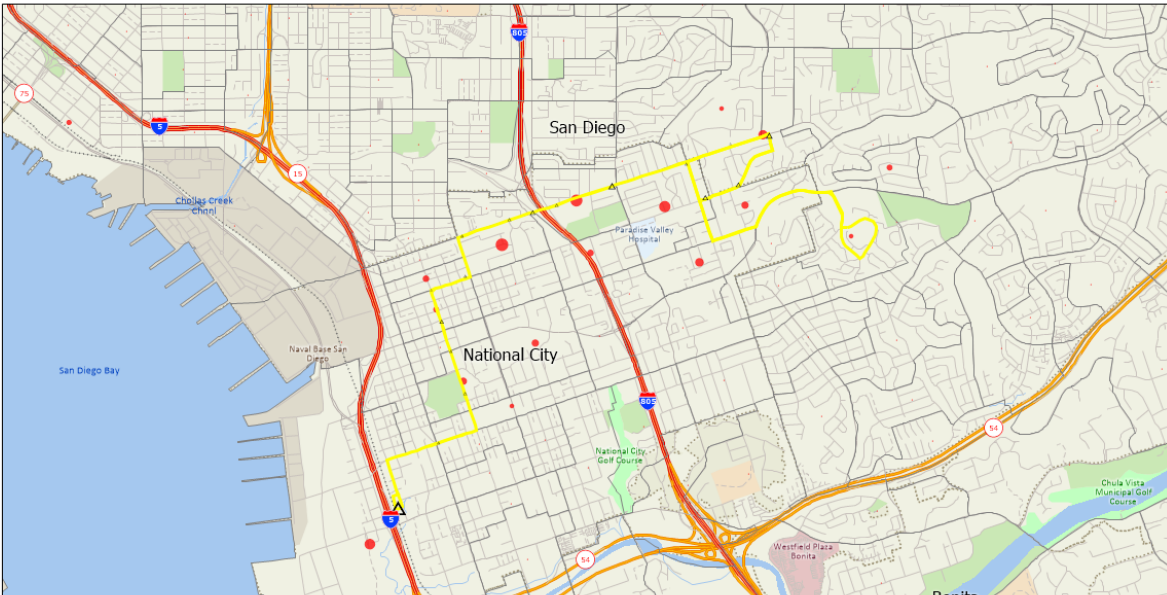 805
75
San Diego
5
15
Chollas Creek
Chnnl
Paradise Valley
Hospital
Naval Base San
Diego
National City
San Diego Bay
805
54
National City
Golf Course
Chula Vista
Municipal Golf
Course
5
Westfield Plaza
Bonita
54